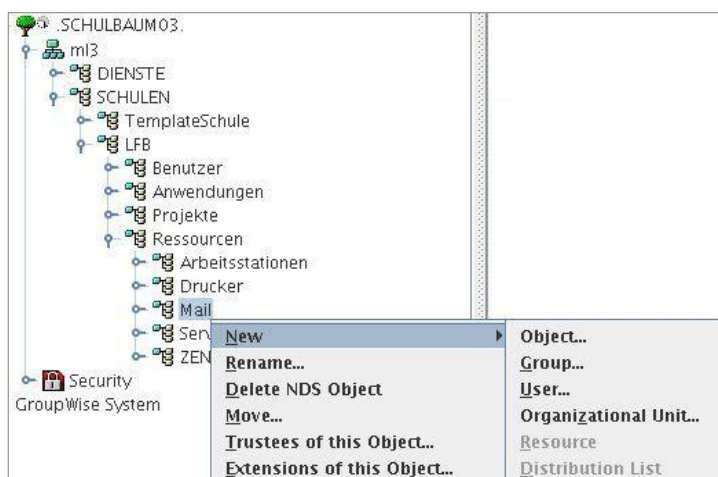 .SCHULBAUM03.
ml3
DIENSTE
SCHULEN
TemplateSchule
LFB
Benutzer
Anwendungen
Projekte
Ressourcen
Arbeitsstationen
Drucker
Mail
Serv
ZEN
Security
GroupWise System
New
Rename...
Delete NDS Object
Move...
Trustees of this Object...
Extensions of this Object...
Object...
Group...
User...
Organizational Unit...
Resource
Distribution List